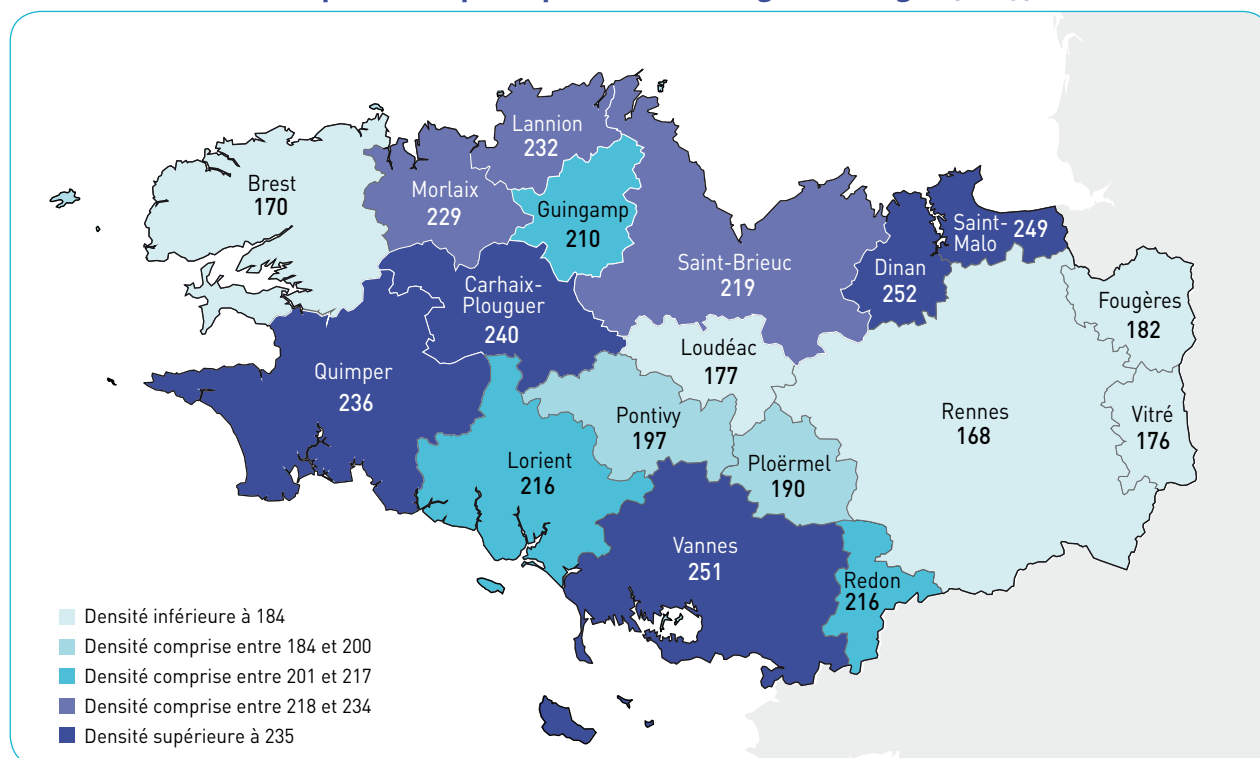 Lannion
232
Brest
170
Morlaix
229
Guingamp
210
Saint-Brieuc
219
Dinan
252
Saint-
Malo
249
Carhaix-
Plouguer
240
Fougères
182
Loudéac
177
Quimper
236
Pontivy
197
Rennes
168
Vitré
176
Lorient
216
Ploërmel
190
Vannes
251
Redon
216
Densité inférieure à 184
Densité comprise entre 184 et 200
Densité comprise entre 201 et 217
Densité comprise entre 218 et 234
Densité supérieure à 235